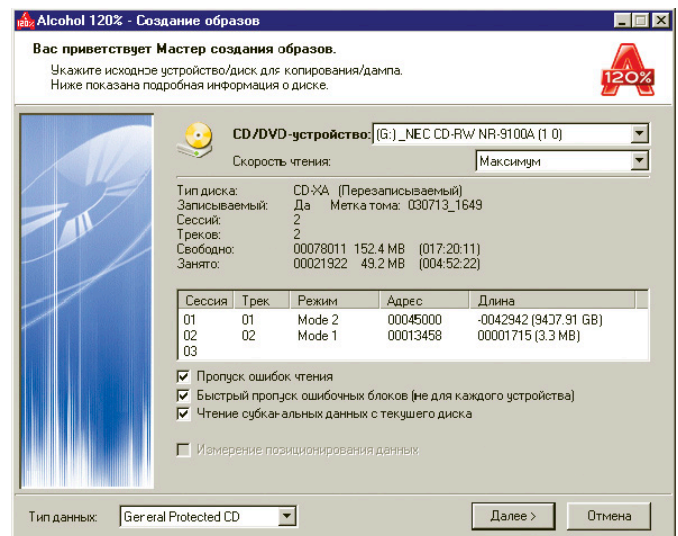 Alcohol 120% - Создание образов
Вас приветствует Мастер создания образов.
Укажите исходное устройство/диск для копирования/дампа.
Ниже показана подробная информация о диске.
120%
CD/DVD-устройство: (G:)_NEC CD-RW NR-9100A (1 0)
Скорость чтения: Максимум
Тип диска: CD-XA (Перезаписываемый)
Записываемый: Да Метка тома: 030713_1649
Сессий: 2
Треков: 2
Свободно: 00078011 152.4 MB (017:20:11)
Занято: 00021922 49.2 MB (004:52:22)
Сессия Трек Режим Адрес Длина
01 01 Mode 2 00045000 -0042942 (9437.91 GB)
02 02 Mode 1 00013458 00001715 (3.3 MB)
03
Пропуск ошибок чтения
Быстрый пропуск ошибочных блоков (не для каждого устройства)
Чтение субканальных данных с текущего диска
Измерение позиционирования данных
Тип данных: General Protected CD
Далее >
Отмена